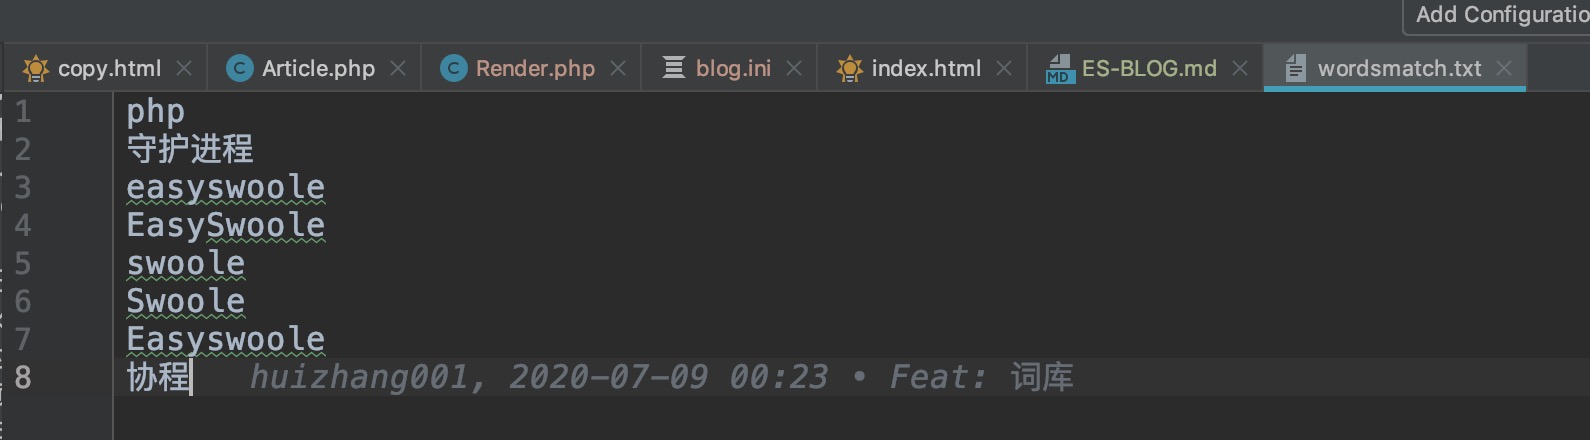 Add Configuratio
copy.html Article.php Render.php blog.ini index.html MD ES-BLOG.md wordsmatch.txt
1 php
2 守护进程
3 easyswoole
4 EasySwoole
5 swoole
6 Swoole
7 Easyswoole
8 协程 huizhang001, 2020-07-09 00:23 • Feat: 词库